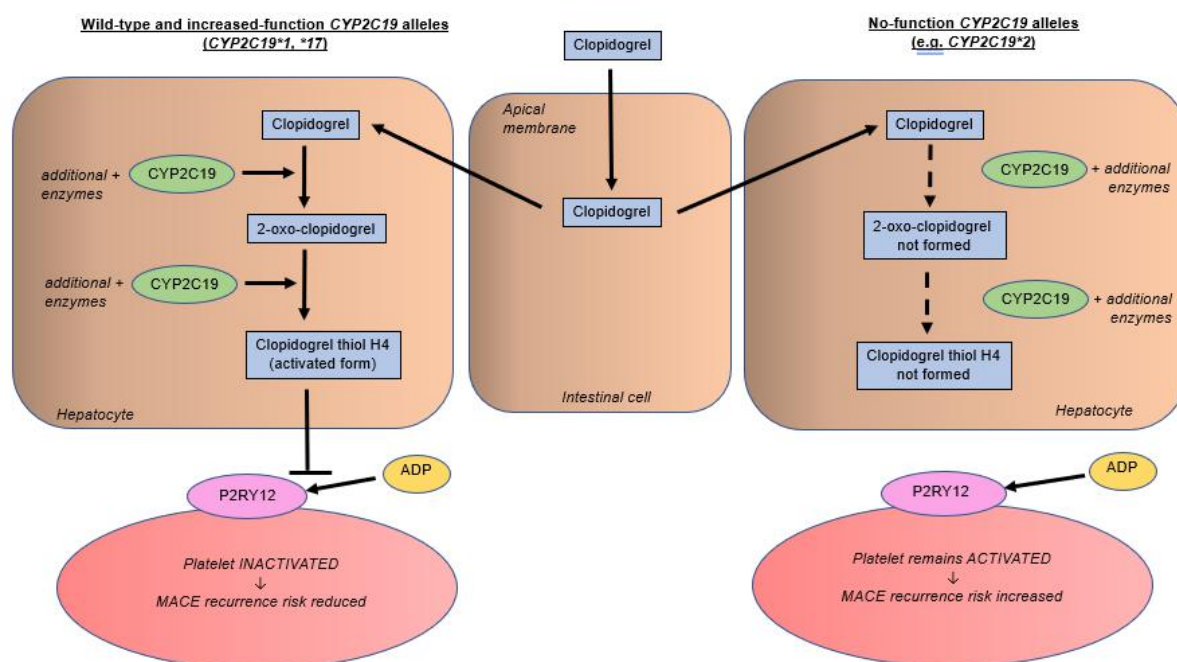 Wild-type and increased-function CYP2C19 alleles
(CYP2C19*1, *17)
Clopidogrel
additional +
enzymes
CYP2C19
2-oxo-clopidogrel
additional +
enzymes
CYP2C19
Clopidogrel thiol H4
(activated form)
Hepatocyte
P2RY12
ADP
Platelet INACTIVATED
↓
MACE recurrence risk reduced
Clopidogrel
Apical
membrane
Clopidogrel
Intestinal cell
No-function CYP2C19 alleles
(e.g. CYP2C19*2)
Clopidogrel
CYP2C19
+ additional
enzymes
2-oxo-clopidogrel
not formed
CYP2C19
+ additional
enzymes
Clopidogrel thiol H4
not formed
Hepatocyte
P2RY12
ADP
Platelet remains ACTIVATED
↓
MACE recurrence risk increased